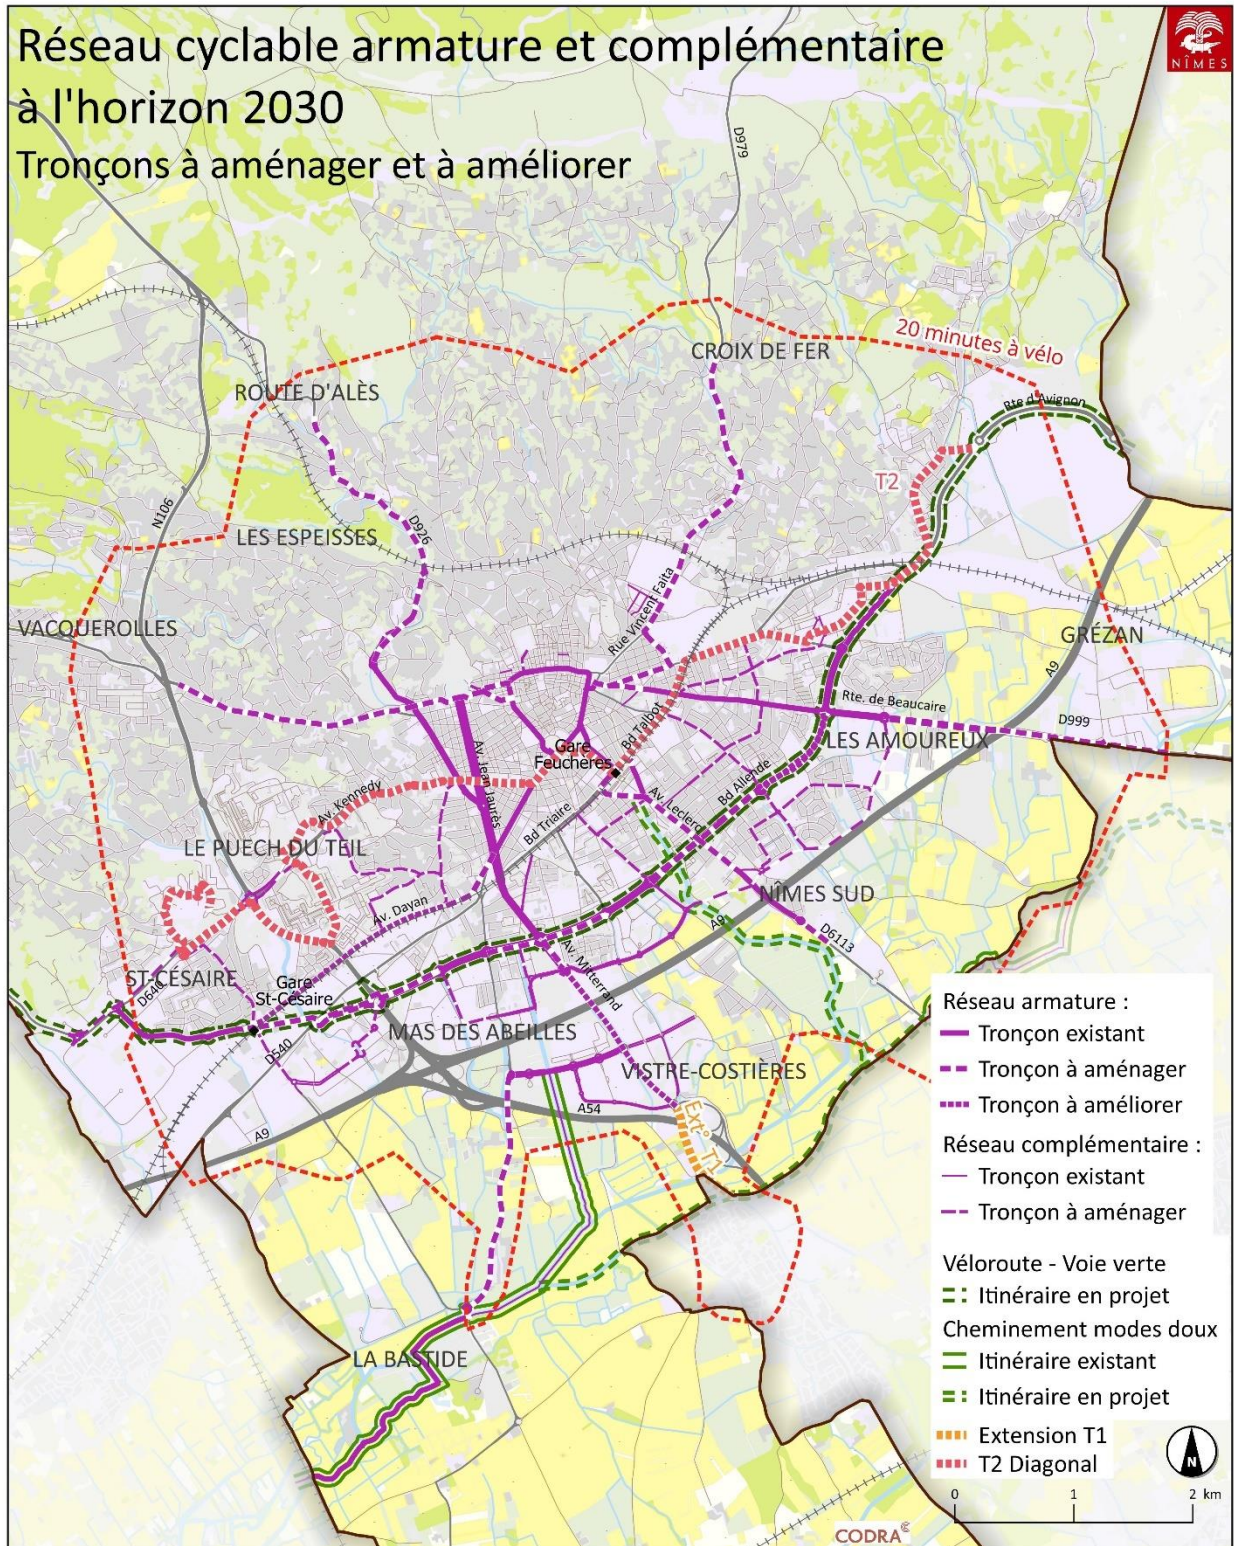 Réseau cyclable armature et complémentaire
à l'horizon 2030
Tronçons à aménager et à améliorer
NÎMES
D979
20 minutes à vélo
CROIX DE FER
ROUTE D'ALÈS
Rte d'Avignon
T2
N106
D926
LES ESPEISSES
Rue Vincent Faïta
VACQUEROLLES
GRÉZAN
A9
Rte. de Beaucaire
D999
Bd Talbot
LES AMOUREUX
Gare
Feuchères
Av. Jean Jaurès
Bd Allende
Av. Kennedy
Av. Leclerc
Bd Triaire
LE PUECH DU TEIL
NÎMES SUD
Av. Dayan
A9
D6113
Av. Mitterrand
ST-CÉSAIRE
Gare
St-Césaire
D640
MAS DES ABEILLES
D540
VISTRE-COSTIÈRES
A54
Ext° T1
A9
LA BASTIDE
Réseau armature :
Tronçon existant
Tronçon à aménager
Tronçon à améliorer
Réseau complémentaire :
Tronçon existant
Tronçon à aménager
Véloroute - Voie verte
Itinéraire en projet
Cheminement modes doux
Itinéraire existant
Itinéraire en projet
Extension T1
T2 Diagonal
N
0 1 2 km
CODRA